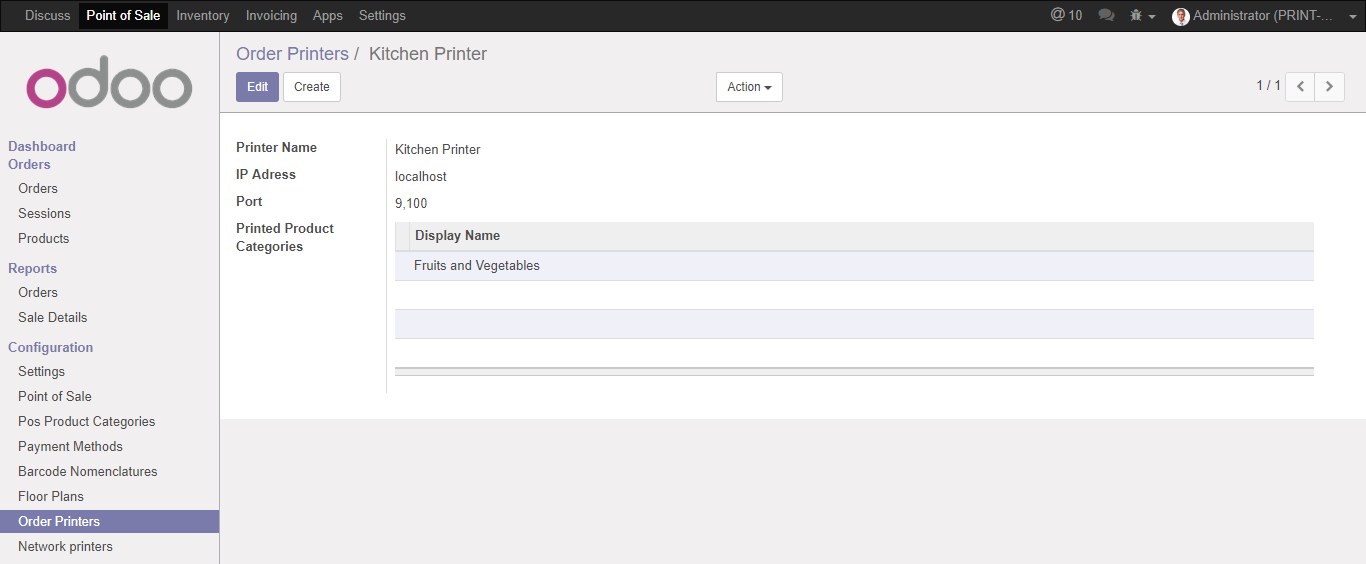 Discuss Point of Sale Inventory Invoicing Apps Settings @ 10 Administrator (PRINT-...
odoo
Order Printers / Kitchen Printer
Edit Create Action 1 / 1
Dashboard
Orders
Orders
Sessions
Products
Reports
Orders
Sale Details
Configuration
Settings
Point of Sale
Pos Product Categories
Payment Methods
Barcode Nomenclatures
Floor Plans
Order Printers
Network printers
Printer Name Kitchen Printer
IP Adress localhost
Port 9,100
Printed Product
Categories
Display Name
Fruits and Vegetables